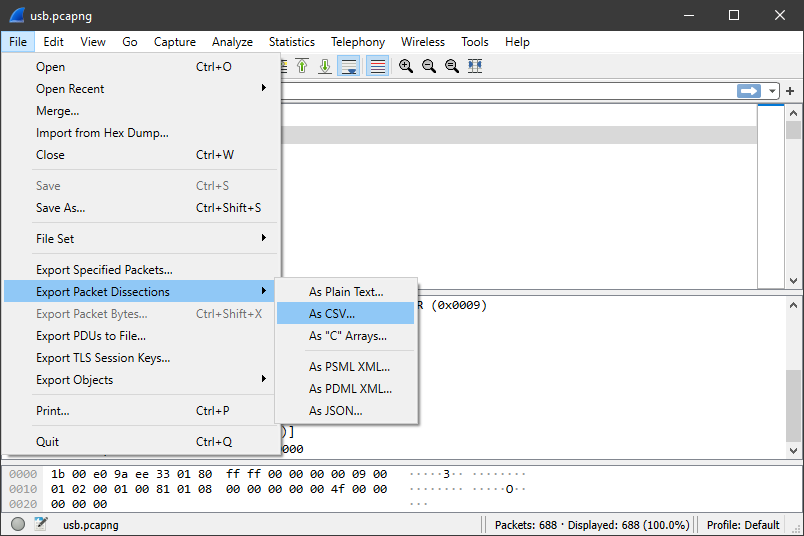 usb.pcapng
File Edit View Go Capture Analyze Statistics Telephony Wireless Tools Help
Open Ctrl+O
Open Recent
Merge...
Import from Hex Dump...
Close Ctrl+W
Save Ctrl+S
Save As... Ctrl+Shift+S
File Set
Export Specified Packets...
Export Packet Dissections
Export Packet Bytes... Ctrl+Shift+X
Export PDUs to File...
Export TLS Session Keys...
Export Objects
Print... Ctrl+P
Quit Ctrl+Q
As Plain Text...
As CSV...
As "C" Arrays...
As PSML XML...
As PDML XML...
As JSON...
R (0x0009)
)]
000
0000 1b 00 e0 9a ee 33 01 80 ff ff 00 00 00 00 09 00 ·····3·· ········
0010 01 02 00 01 00 81 01 08 00 00 00 00 00 4f 00 00 ········ ·····O··
0020 00 00 00 ···
usb.pcapng
Packets: 688 · Displayed: 688 (100.0%)
Profile: Default